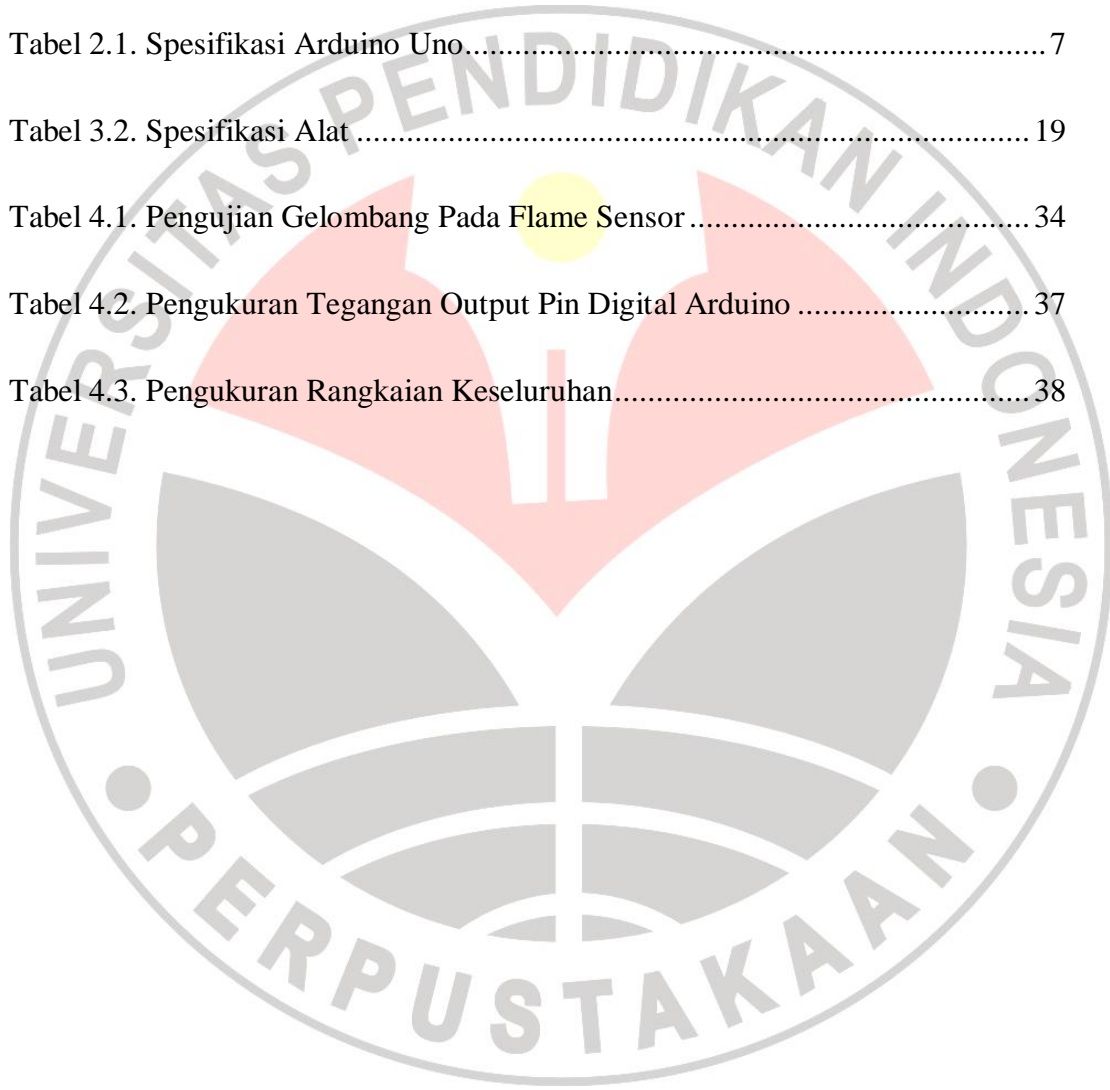 Tabel 2.1. Spesifikasi Arduino Uno...................................................................... 7
Tabel 3.2. Spesifikasi Alat ................................................................................. 19
Tabel 4.1. Pengujian Gelombang Pada Flame Sensor ......................................... 34
Tabel 4.2. Pengukuran Tegangan Output Pin Digital Arduino ............................ 37
Tabel 4.3. Pengukuran Rangkaian Keseluruhan.................................................. 38
UNIVERSITAS PENDIDIKAN INDONESIA
PERPUSTAKAAN